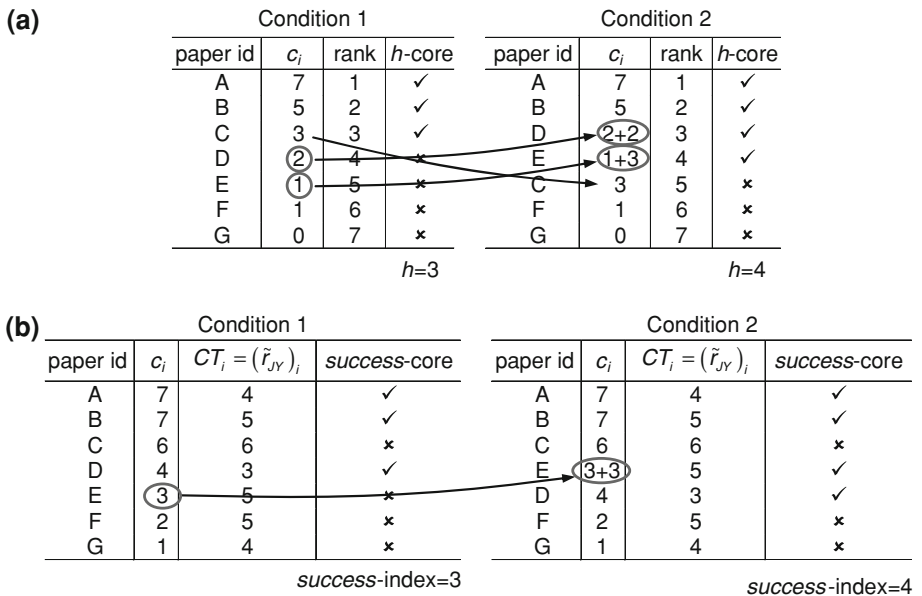 (a)
Condition 1 Condition 2
paper id c_i rank h-core paper id c_i rank h-core
A 7 1 ✓ A 7 1 ✓
B 5 2 ✓ B 5 2 ✓
C 3 3 ✓ D 2+2 3 ✓
D 2 4 ✗ E 1+3 4 ✓
E 1 5 ✗ C 3 5 ✗
F 1 6 ✗ F 1 6 ✗
G 0 7 ✗ G 0 7 ✗
h=3 h=4
(b)
Condition 1 Condition 2
paper id c_i CT_i = (r̃_JY)_i success-core paper id c_i CT_i = (r̃_JY)_i success-core
A 7 4 ✓ A 7 4 ✓
B 7 5 ✓ B 7 5 ✓
C 6 6 ✗ C 6 6 ✗
D 4 3 ✓ E 3+3 5 ✓
E 3 5 ✗ D 4 3 ✓
F 2 5 ✗ F 2 5 ✗
G 1 4 ✗ G 1 4 ✗
success-index=3 success-index=4